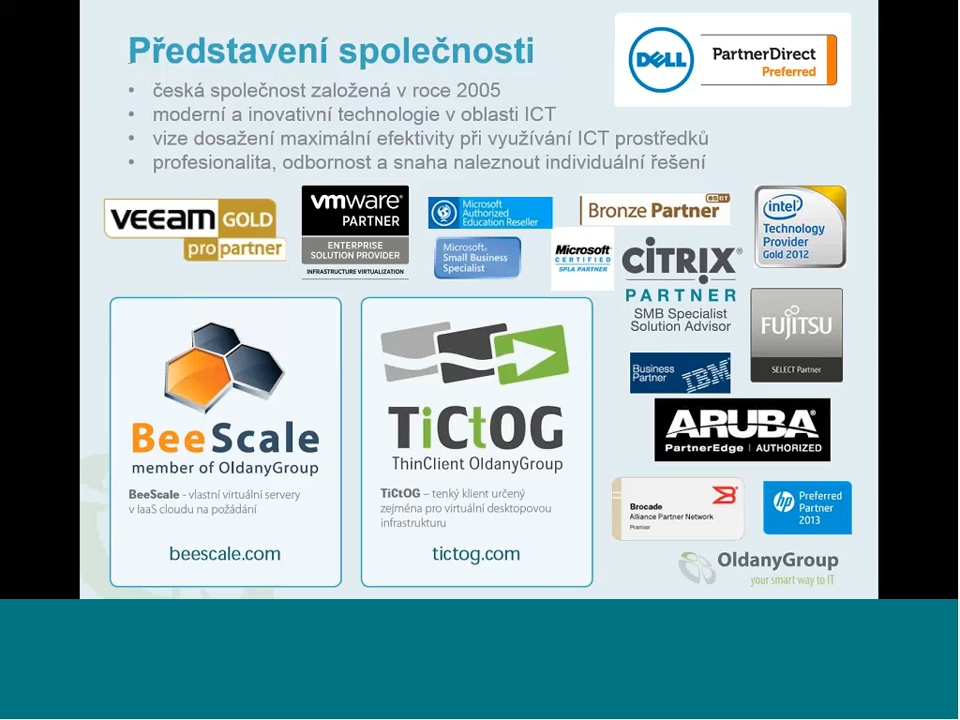 Představení společnosti
DELL
PartnerDirect
Preferred
• česká společnost založená v roce 2005
• moderní a inovativní technologie v oblasti ICT
• vize dosažení maximální efektivity při využívání ICT prostředků
• profesionalita, odbornost a snaha naleznout individuální řešení
veeam GOLD
propartner
vmware®
PARTNER
ENTERPRISE
SOLUTION PROVIDER
INFRASTRUCTURE VIRTUALIZATION
Microsoft
Authorized
Education Reseller
Microsoft®
Small Business
Specialist
Microsoft
CERTIFIED
SPLA PARTNER
eset
Bronze Partner
CITRIX®
PARTNER
SMB Specialist
Solution Advisor
intel
Technology
Provider
Gold 2012
FUJITSU
SELECT Partner
Business
Partner
IBM
ARUBA®
PartnerEdge | AUTHORIZED
Brocade
Alliance Partner Network
Premier
hp
Preferred
Partner
2013
BeeScale
member of OldanyGroup
BeeScale - vlastní virtuální servery
v IaaS cloudu na požádání
beescale.com
TiCtOG
ThinClient OldanyGroup
TiCtOG – tenký klient určený
zejména pro virtuální desktopovou
infrastrukturu
tictog.com
OldanyGroup
your smart way to IT